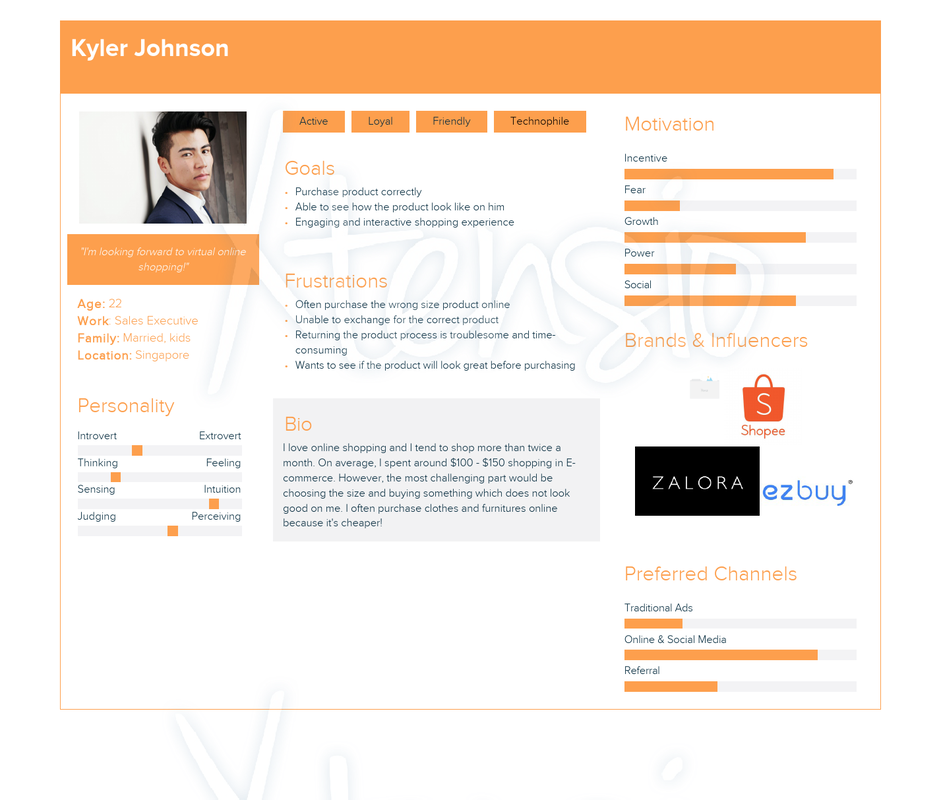 Kyler Johnson
"I'm looking forward to virtual online
shopping!"
Age: 22
Work: Sales Executive
Family: Married, kids
Location: Singapore
Personality
Introvert Extrovert
Thinking Feeling
Sensing Intuition
Judging Perceiving
Active Loyal Friendly Technophile
Goals
Purchase product correctly
Able to see how the product look like on him
Engaging and interactive shopping experience
Frustrations
Often purchase the wrong size product online
Unable to exchange for the correct product
Returning the product process is troublesome and time-
consuming
Wants to see if the product will look great before purchasing
Bio
I love online shopping and I tend to shop more than twice a
month. On average, I spent around $100 - $150 shopping in E-
commerce. However, the most challenging part would be
choosing the size and buying something which does not look
good on me. I often purchase clothes and furnitures online
because it's cheaper!
Motivation
Incentive
Fear
Growth
Power
Social
Brands & Influencers
S
Shopee
ZALORA
ezbuy®
Preferred Channels
Traditional Ads
Online & Social Media
Referral
xtensio